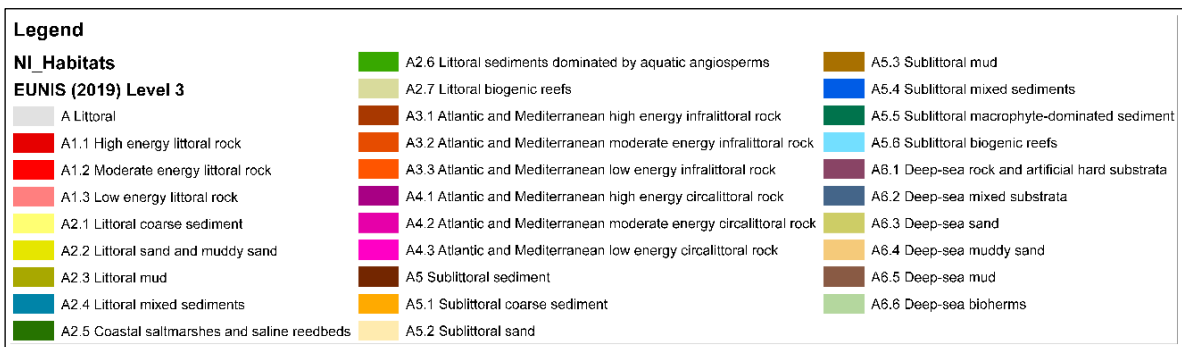 Legend
NI_Habitats
EUNIS (2019) Level 3
A Littoral
A1.1 High energy littoral rock
A1.2 Moderate energy littoral rock
A1.3 Low energy littoral rock
A2.1 Littoral coarse sediment
A2.2 Littoral sand and muddy sand
A2.3 Littoral mud
A2.4 Littoral mixed sediments
A2.5 Coastal saltmarshes and saline reedbeds
A2.6 Littoral sediments dominated by aquatic angiosperms
A2.7 Littoral biogenic reefs
A3.1 Atlantic and Mediterranean high energy infralittoral rock
A3.2 Atlantic and Mediterranean moderate energy infralittoral rock
A3.3 Atlantic and Mediterranean low energy infralittoral rock
A4.1 Atlantic and Mediterranean high energy circalittoral rock
A4.2 Atlantic and Mediterranean moderate energy circalittoral rock
A4.3 Atlantic and Mediterranean low energy circalittoral rock
A5 Sublittoral sediment
A5.1 Sublittoral coarse sediment
A5.2 Sublittoral sand
A5.3 Sublittoral mud
A5.4 Sublittoral mixed sediments
A5.5 Sublittoral macrophyte-dominated sediment
A5.6 Sublittoral biogenic reefs
A6.1 Deep-sea rock and artificial hard substrata
A6.2 Deep-sea mixed substrata
A6.3 Deep-sea sand
A6.4 Deep-sea muddy sand
A6.5 Deep-sea mud
A6.6 Deep-sea bioherms